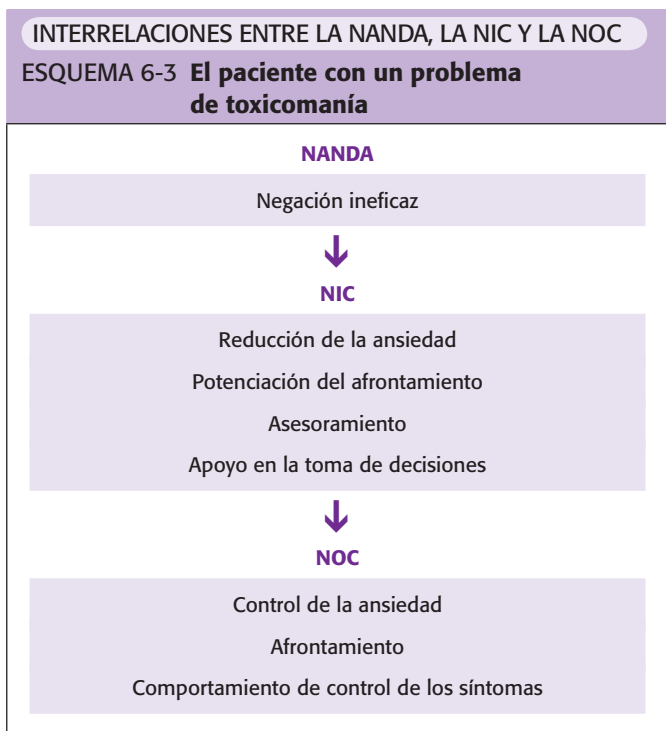 INTERRELACIONES ENTRE LA NANDA, LA NIC Y LA NOC
ESQUEMA 6-3 El paciente con un problema
de toxicomanía
NANDA
Negación ineficaz
NIC
Reducción de la ansiedad
Potenciación del afrontamiento
Asesoramiento
Apoyo en la toma de decisiones
NOC
Control de la ansiedad
Afrontamiento
Comportamiento de control de los síntomas